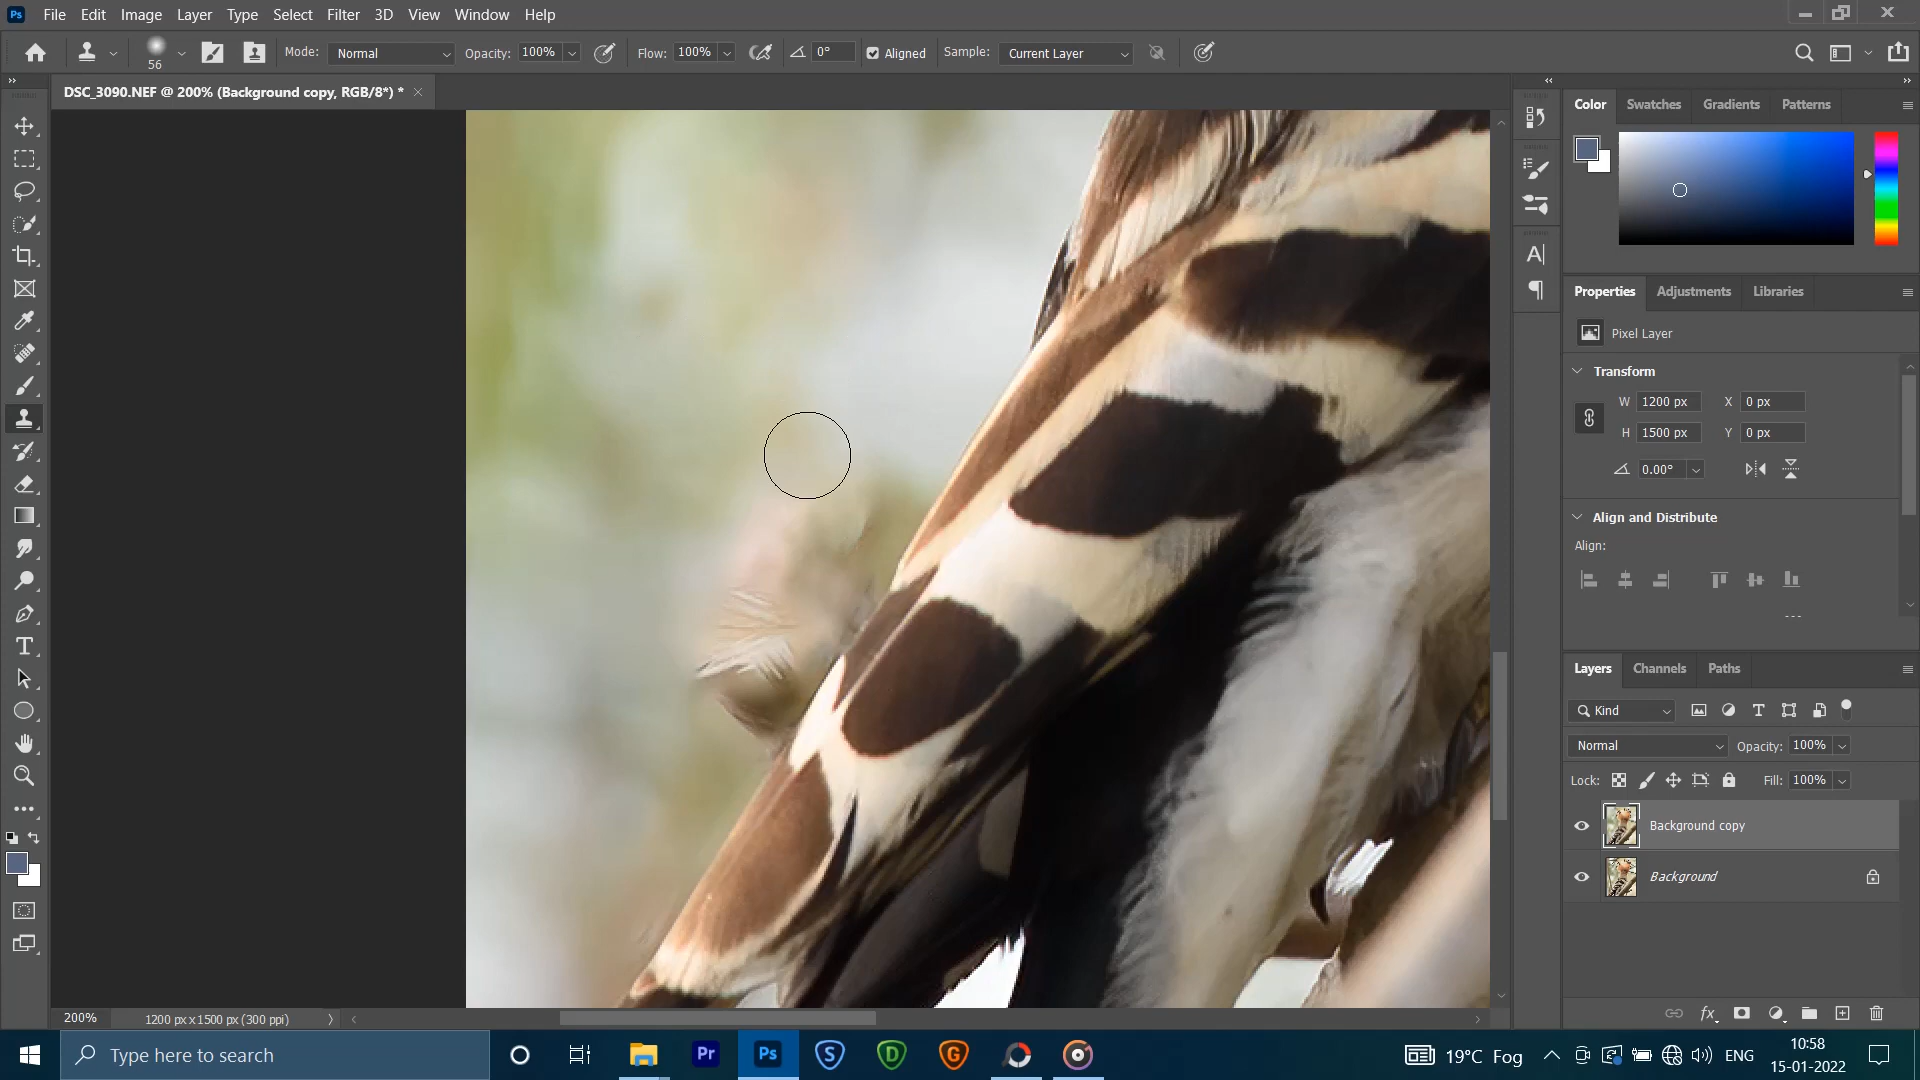 Ps File Edit Image Layer Type Select Filter 3D View Window Help
56 Mode: Normal Opacity: 100% Flow: 100% 0° Aligned Sample: Current Layer
DSC_3090.NEF @ 200% (Background copy, RGB/8*) *
Color Swatches Gradients Patterns
Properties Adjustments Libraries
Pixel Layer
Transform
W 1200 px X 0 px
H 1500 px Y 0 px
0.00°
Align and Distribute
Align:
Layers Channels Paths
Kind
Normal Opacity: 100%
Lock: Fill: 100%
Background copy
Background
200% 1200 px x 1500 px (300 ppi)
Type here to search
Pr Ps S D G
19°C Fog ENG 10:58
15-01-2022